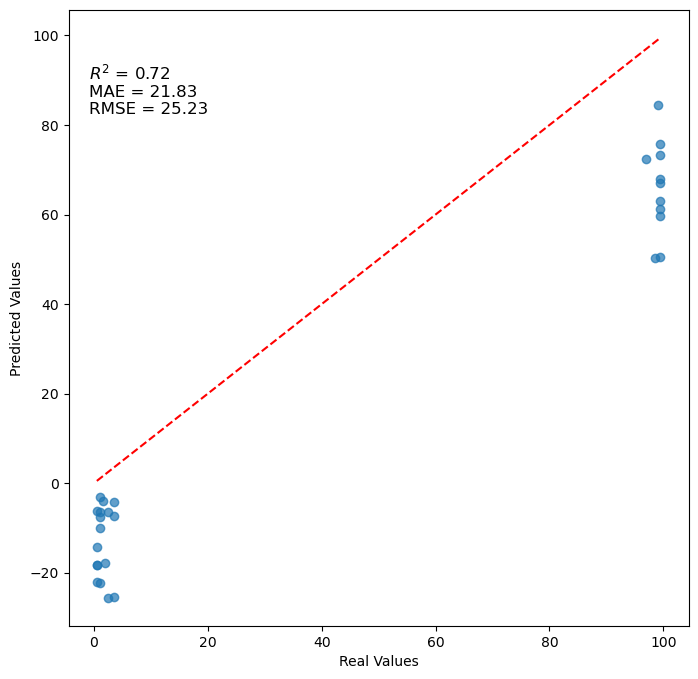 100
80
60
40
20
0
−20
R² = 0.72
MAE = 21.83
RMSE = 25.23
Predicted Values
0 20 40 60 80 100
Real Values